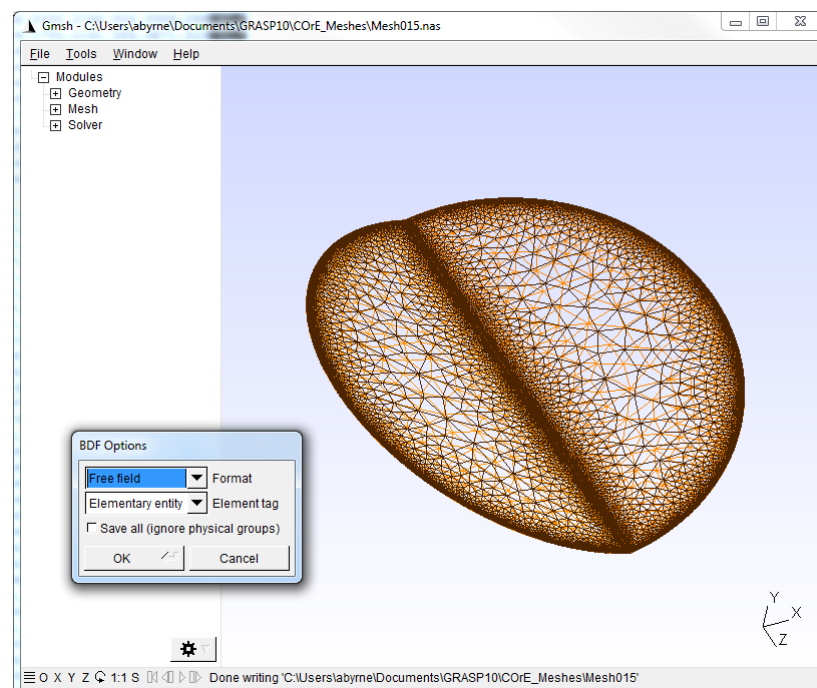 Gmsh - C:\Users\abyrne\Documents\GRASP10\COrE_Meshes\Mesh015.nas
File Tools Window Help
Modules
Geometry
Mesh
Solver
BDF Options
Free field Format
Elementary entity Element tag
Save all (ignore physical groups)
OK Cancel
Y
X
Z
O X Y Z 1:1 S Done writing 'C:\Users\abyrne\Documents\GRASP10\COrE_Meshes\Mesh015'